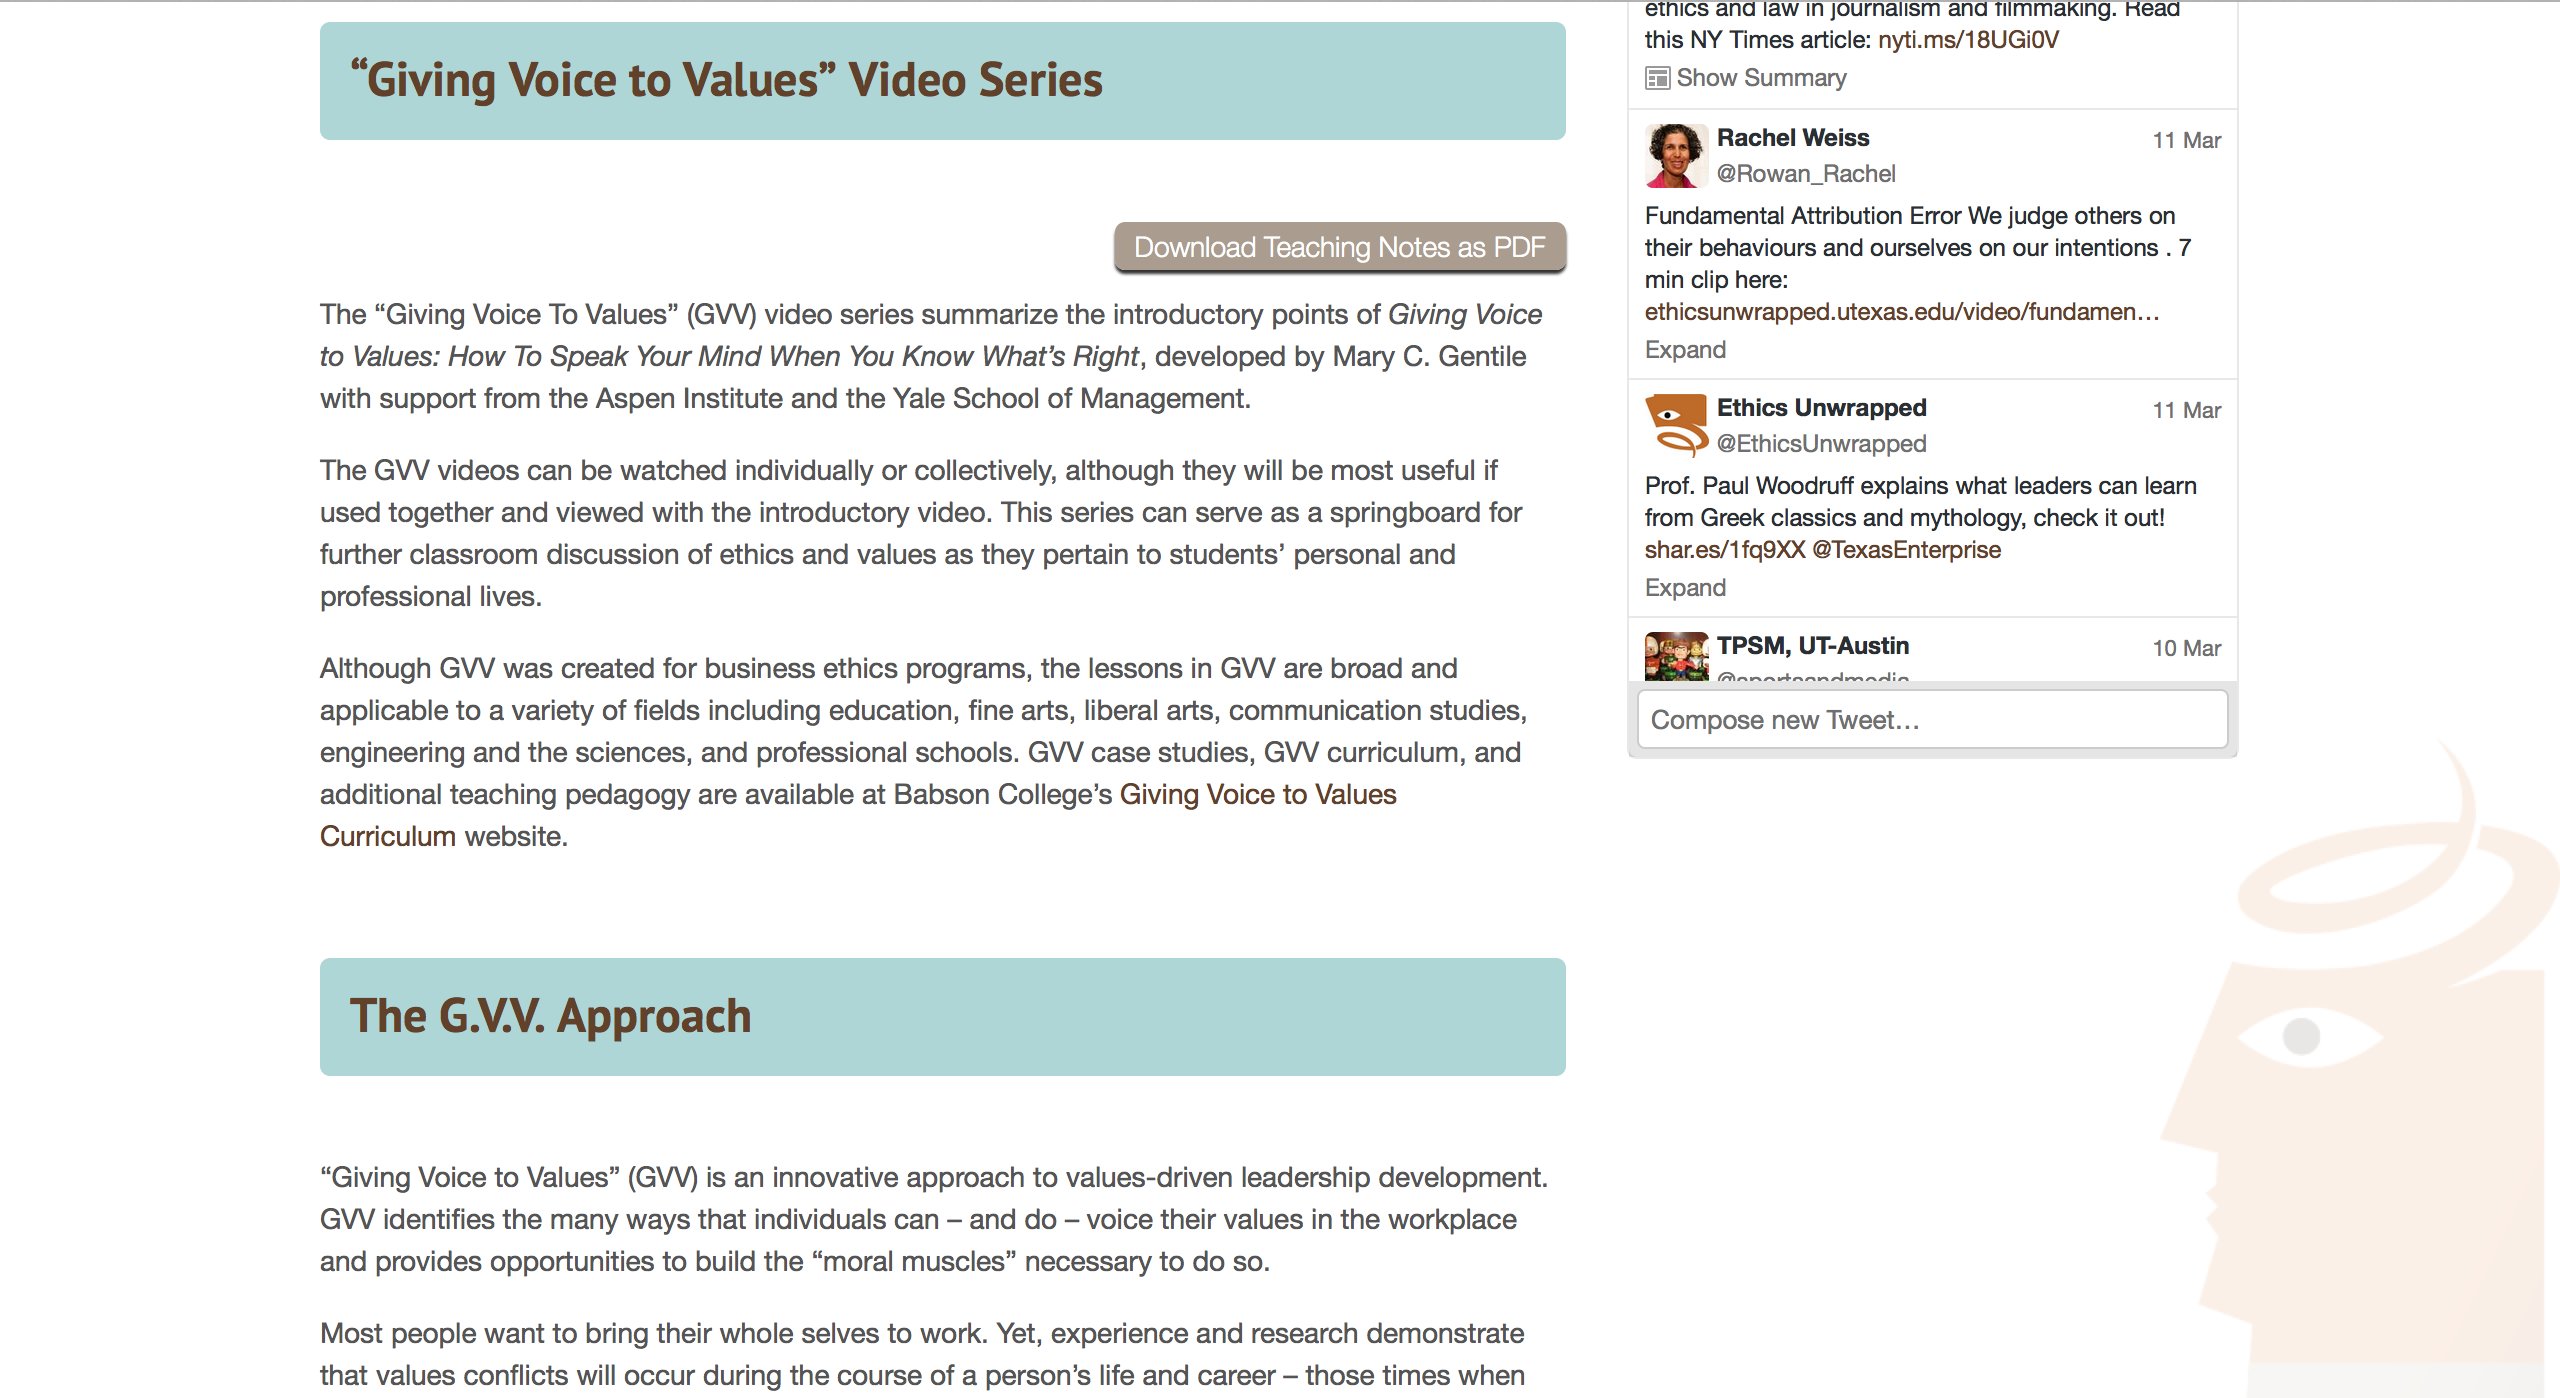 “Giving Voice to Values” Video Series
Download Teaching Notes as PDF
The “Giving Voice To Values” (GVV) video series summarize the introductory points of Giving Voice
to Values: How To Speak Your Mind When You Know What’s Right, developed by Mary C. Gentile
with support from the Aspen Institute and the Yale School of Management.
The GVV videos can be watched individually or collectively, although they will be most useful if
used together and viewed with the introductory video. This series can serve as a springboard for
further classroom discussion of ethics and values as they pertain to students’ personal and
professional lives.
Although GVV was created for business ethics programs, the lessons in GVV are broad and
applicable to a variety of fields including education, fine arts, liberal arts, communication studies,
engineering and the sciences, and professional schools. GVV case studies, GVV curriculum, and
additional teaching pedagogy are available at Babson College’s Giving Voice to Values
Curriculum website.
The G.V.V. Approach
“Giving Voice to Values” (GVV) is an innovative approach to values-driven leadership development.
GVV identifies the many ways that individuals can – and do – voice their values in the workplace
and provides opportunities to build the “moral muscles” necessary to do so.
Most people want to bring their whole selves to work. Yet, experience and research demonstrate
that values conflicts will occur during the course of a person’s life and career – those times when
ethics and law in journalism and filmmaking. Read
this NY Times article: nyti.ms/18UGi0V
Show Summary
Rachel Weiss 11 Mar
@Rowan_Rachel
Fundamental Attribution Error We judge others on
their behaviours and ourselves on our intentions . 7
min clip here:
ethicsunwrapped.utexas.edu/video/fundamen…
Expand
Ethics Unwrapped 11 Mar
@EthicsUnwrapped
Prof. Paul Woodruff explains what leaders can learn
from Greek classics and mythology, check it out!
shar.es/1fq9XX @TexasEnterprise
Expand
TPSM, UT-Austin 10 Mar
@sportsandmedia
Compose new Tweet…